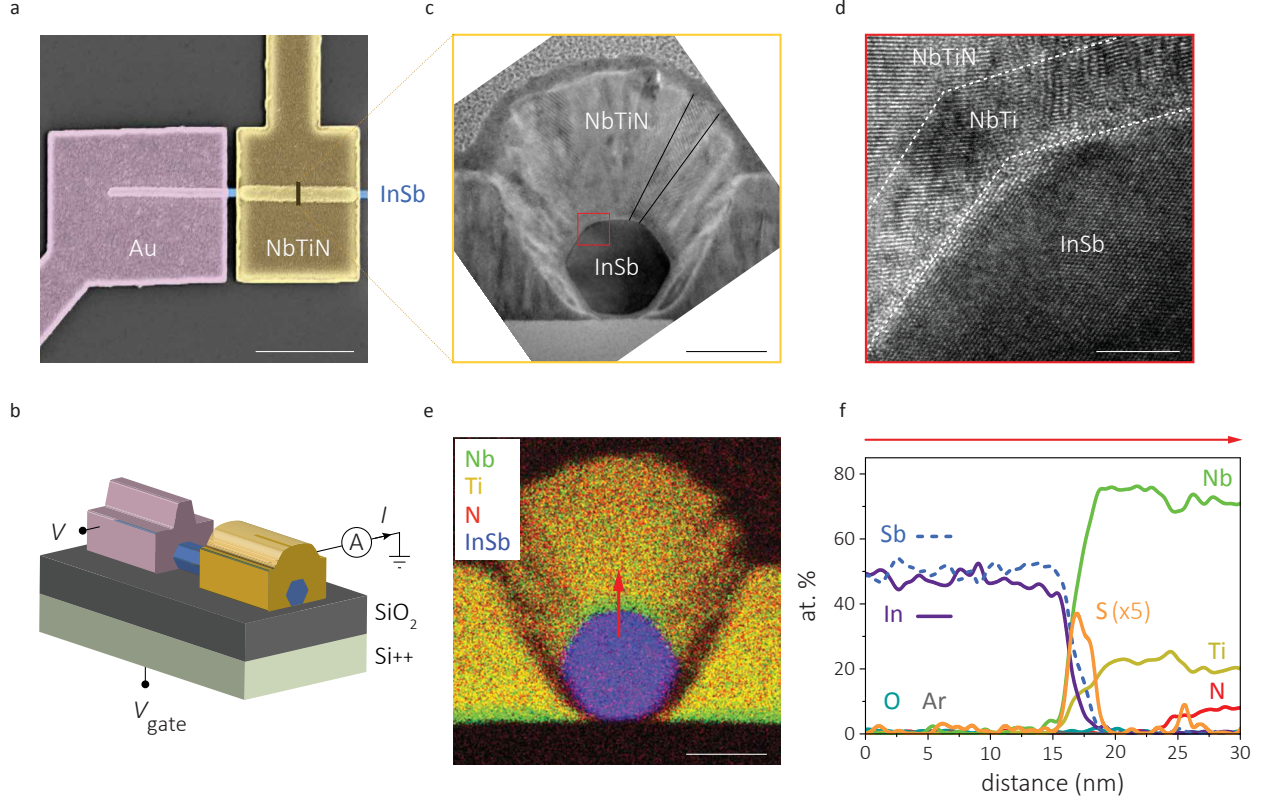 a
Au
NbTiN
InSb
b
V
I
A
SiO₂
Si++
V gate
c
NbTiN
InSb
d
NbTiN
NbTi
InSb
e
Nb
Ti
N
InSb
f
at. %
80
60
40
20
0
Nb
Sb
In
S (x5)
Ti
N
O Ar
0 5 10 15 20 25 30
distance (nm)